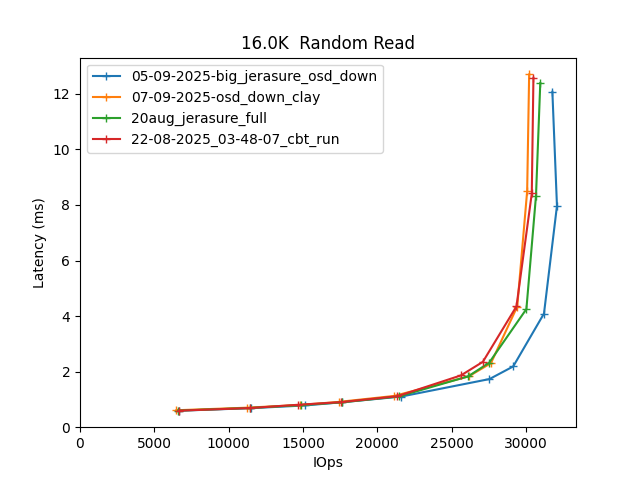 16.0K  Random Read
05-09-2025-big_jerasure_osd_down
07-09-2025-osd_down_clay
20aug_jerasure_full
22-08-2025_03-48-07_cbt_run
Latency (ms)
12
10
8
6
4
2
0
0 5000 10000 15000 20000 25000 30000
IOps